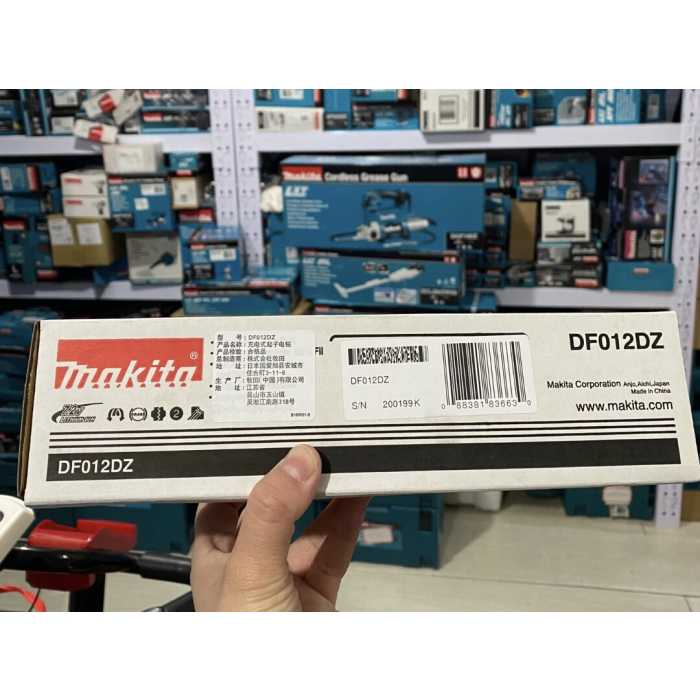 makita
Cordless Grease Gun
LXT
makita®
型 号: DF012DZ
产品名称: 充电式起子电钻
产品检验: 合格品
总制造商: 株式会社牧田
地 址: 日本国爱知县安城市
住吉町3-11-8
生 产 厂: 牧田(中国)有限公司
产 地: 江苏省
地 址: 昆山市玉山镇
吴淞江南路318号
DF012DZ
S/N 200199K
0 88381 83663 0
DF012DZ
Makita Corporation Anjo, Aichi, Japan
Made in China
www.makita.com
2
DF012DZ